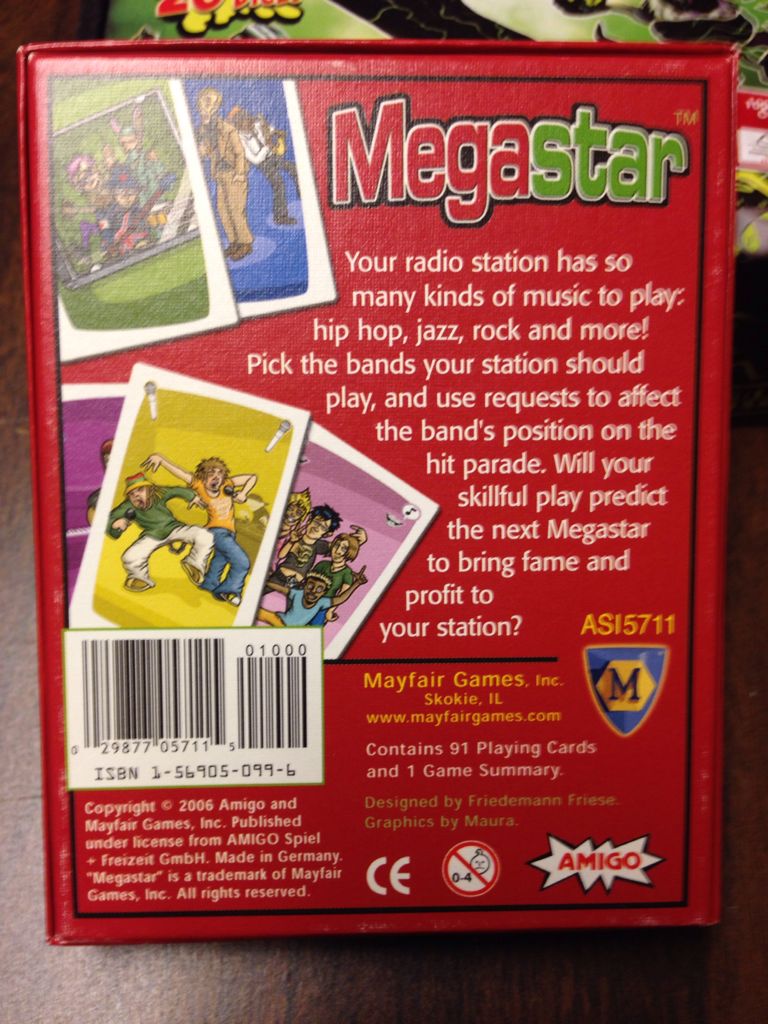 Megastar™
Your radio station has so
many kinds of music to play:
hip hop, jazz, rock and more!
Pick the bands your station should
play, and use requests to affect
the band's position on the
hit parade. Will your
skillful play predict
the next Megastar
to bring fame and
profit to
your station?
ASI5711
M
01000
0 29877 05711 5
ISBN 1-56905-099-6
Mayfair Games, Inc.
Skokie, IL
www.mayfairgames.com
Contains 91 Playing Cards
and 1 Game Summary.
Designed by Friedemann Friese.
Graphics by Maura.
Copyright © 2006 Amigo and
Mayfair Games, Inc. Published
under license from AMIGO Spiel
+ Freizeit GmbH. Made in Germany.
"Megastar" is a trademark of Mayfair
Games, Inc. All rights reserved.
CE
0-4
AMIGO